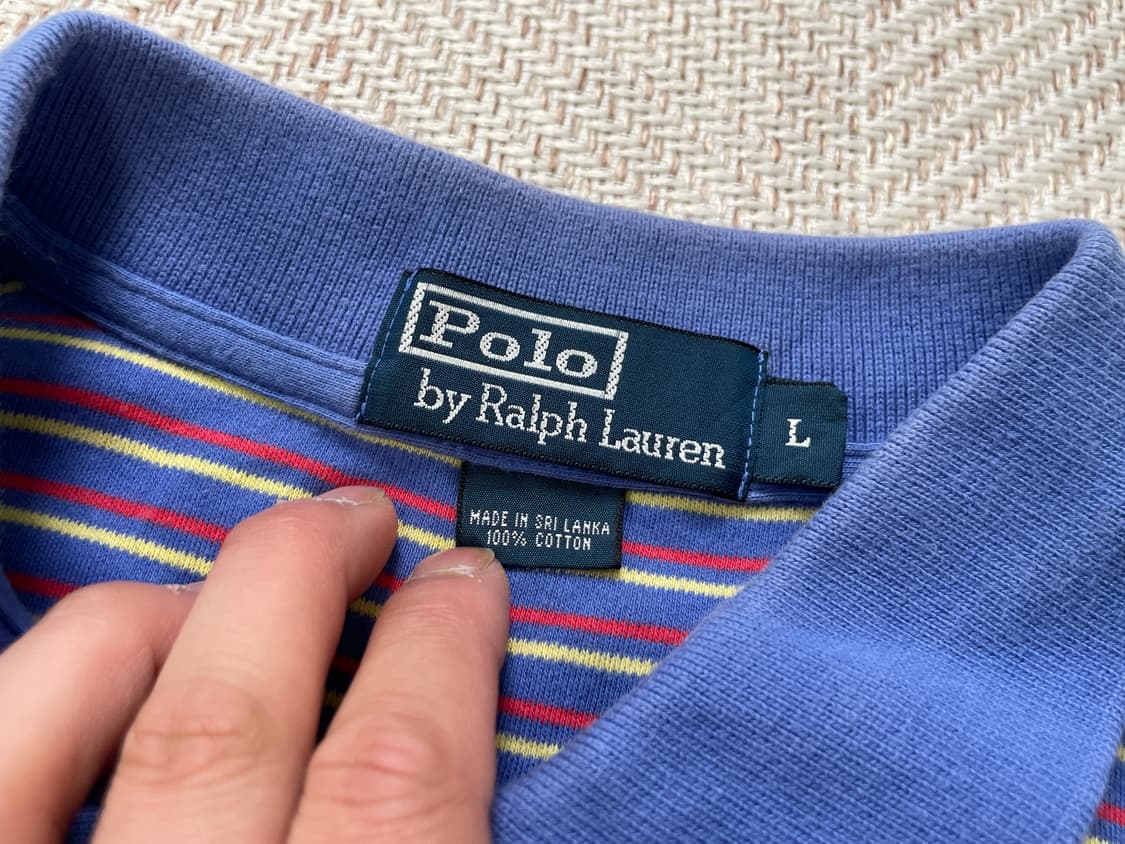 Polo
by Ralph Lauren
L
MADE IN SRI LANKA
100% COTTON